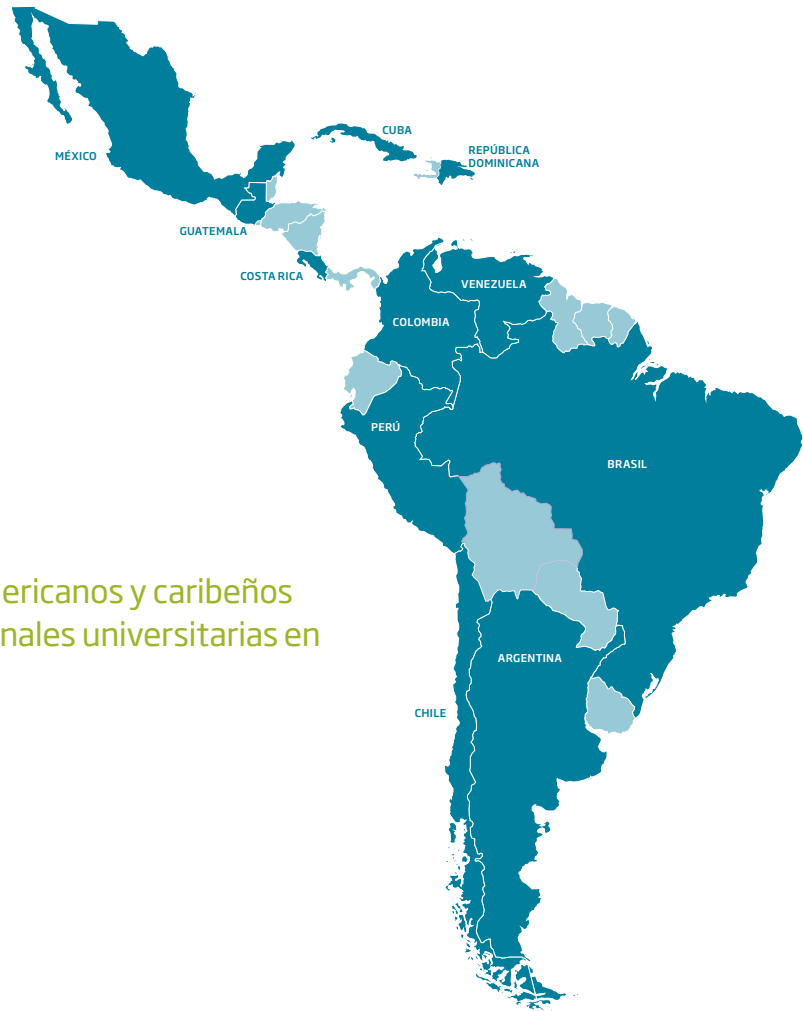 CUBA
REPÚBLICA
DOMINICANA
MÉXICO
GUATEMALA
COSTA RICA
VENEZUELA
COLOMBIA
PERÚ
BRASIL
ericanos y caribeños
nales universitarias en
ARGENTINA
CHILE